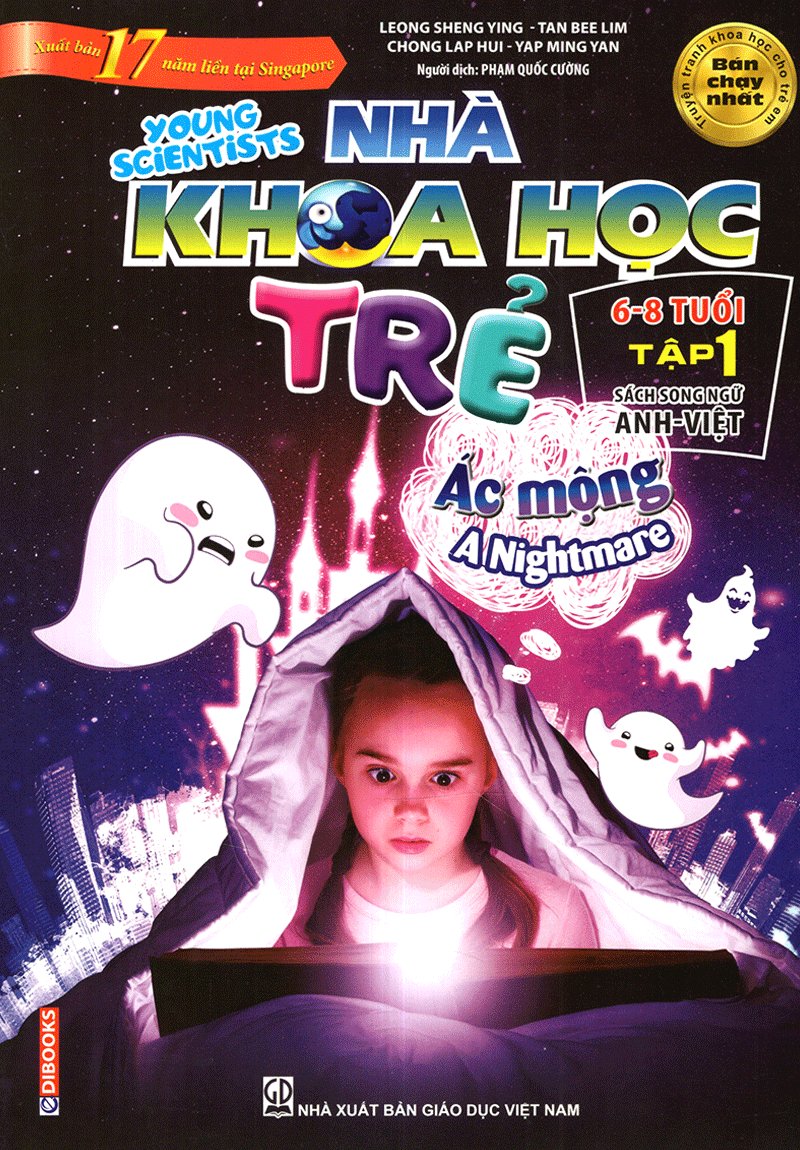 LEONG SHENG YING - TAN BEE LIM
CHONG LAP HUI - YAP MING YAN
Người dịch: PHẠM QUỐC CƯỜNG
Xuất bản 17 năm liền tại Singapore
Truyện tranh khoa học cho trẻ em
Bán
chạy
nhất
YOUNG
SCiENTiSTS
NHÀ
KHOA HỌC
TRẺ
6-8 TUỔI
TẬP 1
SÁCH SONG NGỮ
ANH-VIỆT
Ác mộng
A Nightmare
eDIBOOKS
GD
NHÀ XUẤT BẢN GIÁO DỤC VIỆT NAM